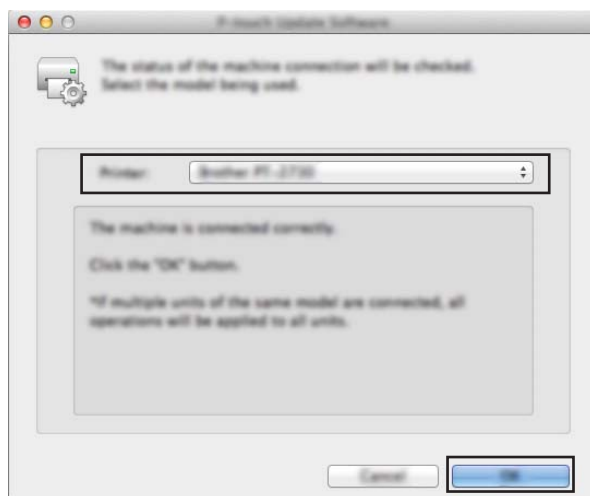 P-touch Update Software
The status of the machine connection will be checked.
Select the model being used.
Printer:
Brother PT-2730
The machine is connected correctly.
Click the "OK" button.
*If multiple units of the same model are connected, all
operations will be applied to all units.
Cancel
OK